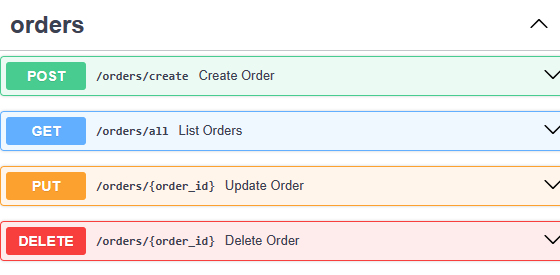 orders
POST /orders/create Create Order
GET /orders/all List Orders
PUT /orders/{order_id} Update Order
DELETE /orders/{order_id} Delete Order